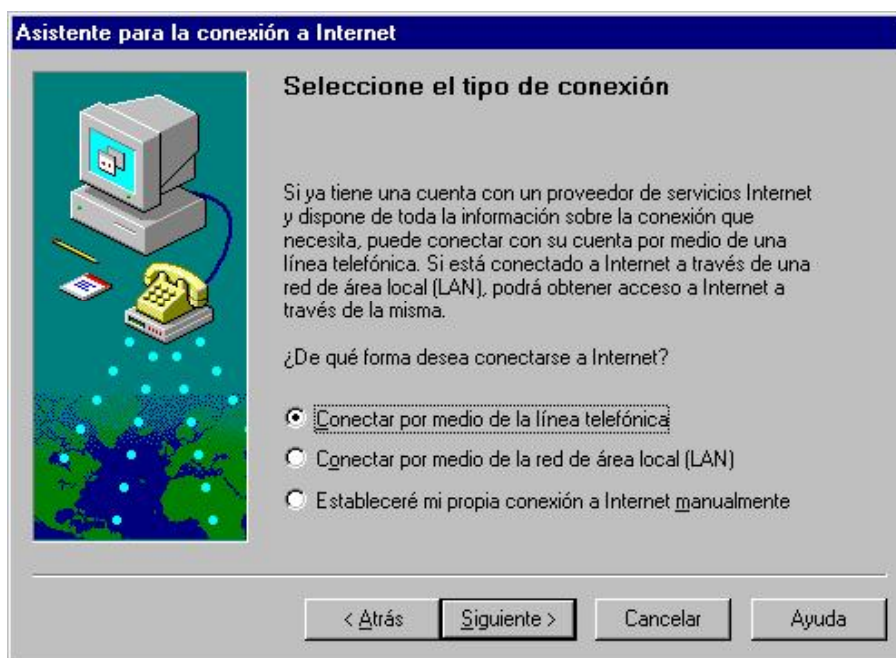 Asistente para la conexión a Internet
Seleccione el tipo de conexión
Si ya tiene una cuenta con un proveedor de servicios Internet
y dispone de toda la información sobre la conexión que
necesita, puede conectar con su cuenta por medio de una
línea telefónica. Si está conectado a Internet a través de una
red de área local (LAN), podrá obtener acceso a Internet a
través de la misma.
¿De qué forma desea conectarse a Internet?
Conectar por medio de la línea telefónica
Conectar por medio de la red de área local (LAN)
Estableceré mi propia conexión a Internet manualmente
< Atrás Siguiente > Cancelar Ayuda